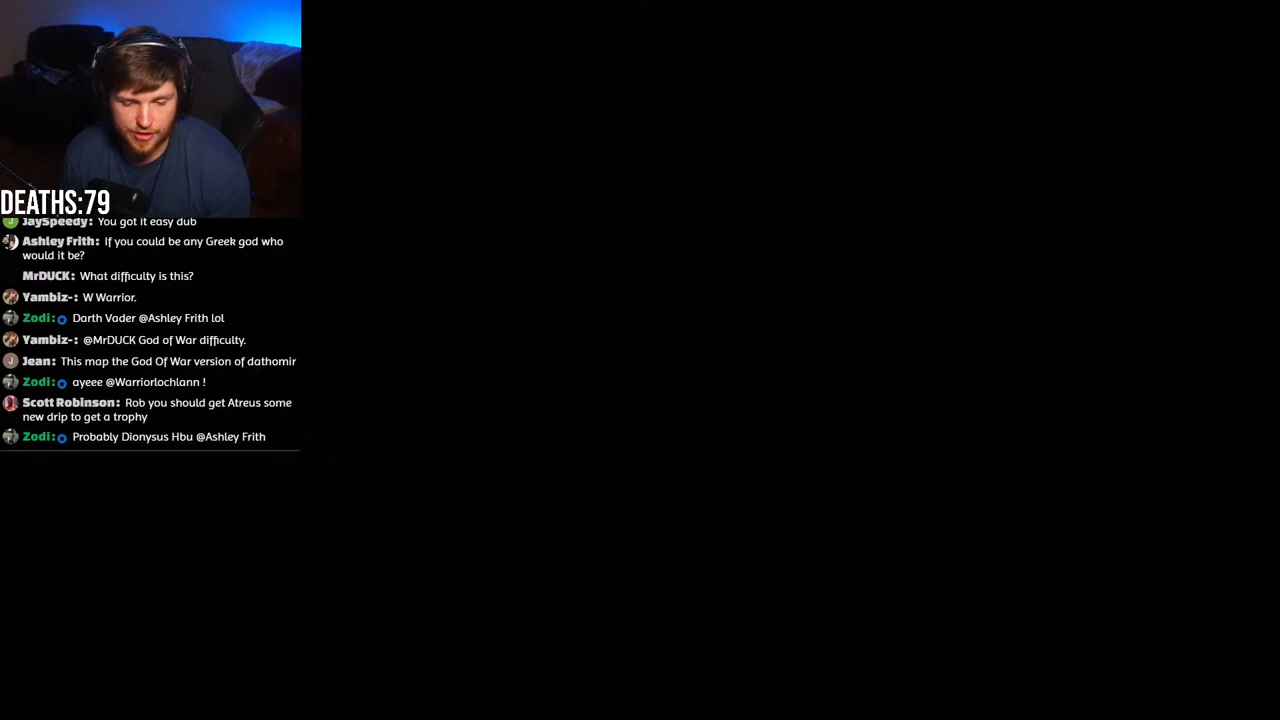 DEATHS:79
JaySpeedy: You got it easy dub
Ashley Frith: If you could be any Greek god who
would it be?
MrDUCK: What difficulty is this?
Yambiz-: W Warrior.
Zodi: Darth Vader @Ashley Frith lol
Yambiz-: @MrDUCK God of War difficulty.
Jean: This map the God Of War version of dathomir
Zodi: ayeee @Warriorlochlann !
Scott Robinson: Rob you should get Atreus some
new drip to get a trophy
Zodi: Probably Dionysus Hbu @Ashley Frith